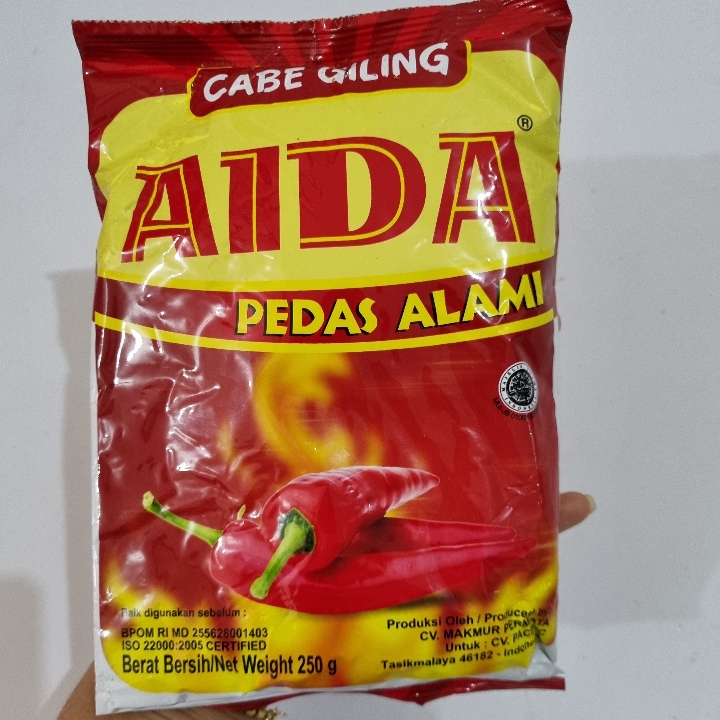 CABE GILING
AIDA®
PEDAS ALAMI
Baik digunakan sebelum :
BPOM RI MD 255628001403
ISO 22000:2005 CERTIFIED
Berat Bersih/Net Weight 250 g
Produksi Oleh / Produced by
CV. MAKMUR
Untuk : CV.
Tasikmalaya 46182 -